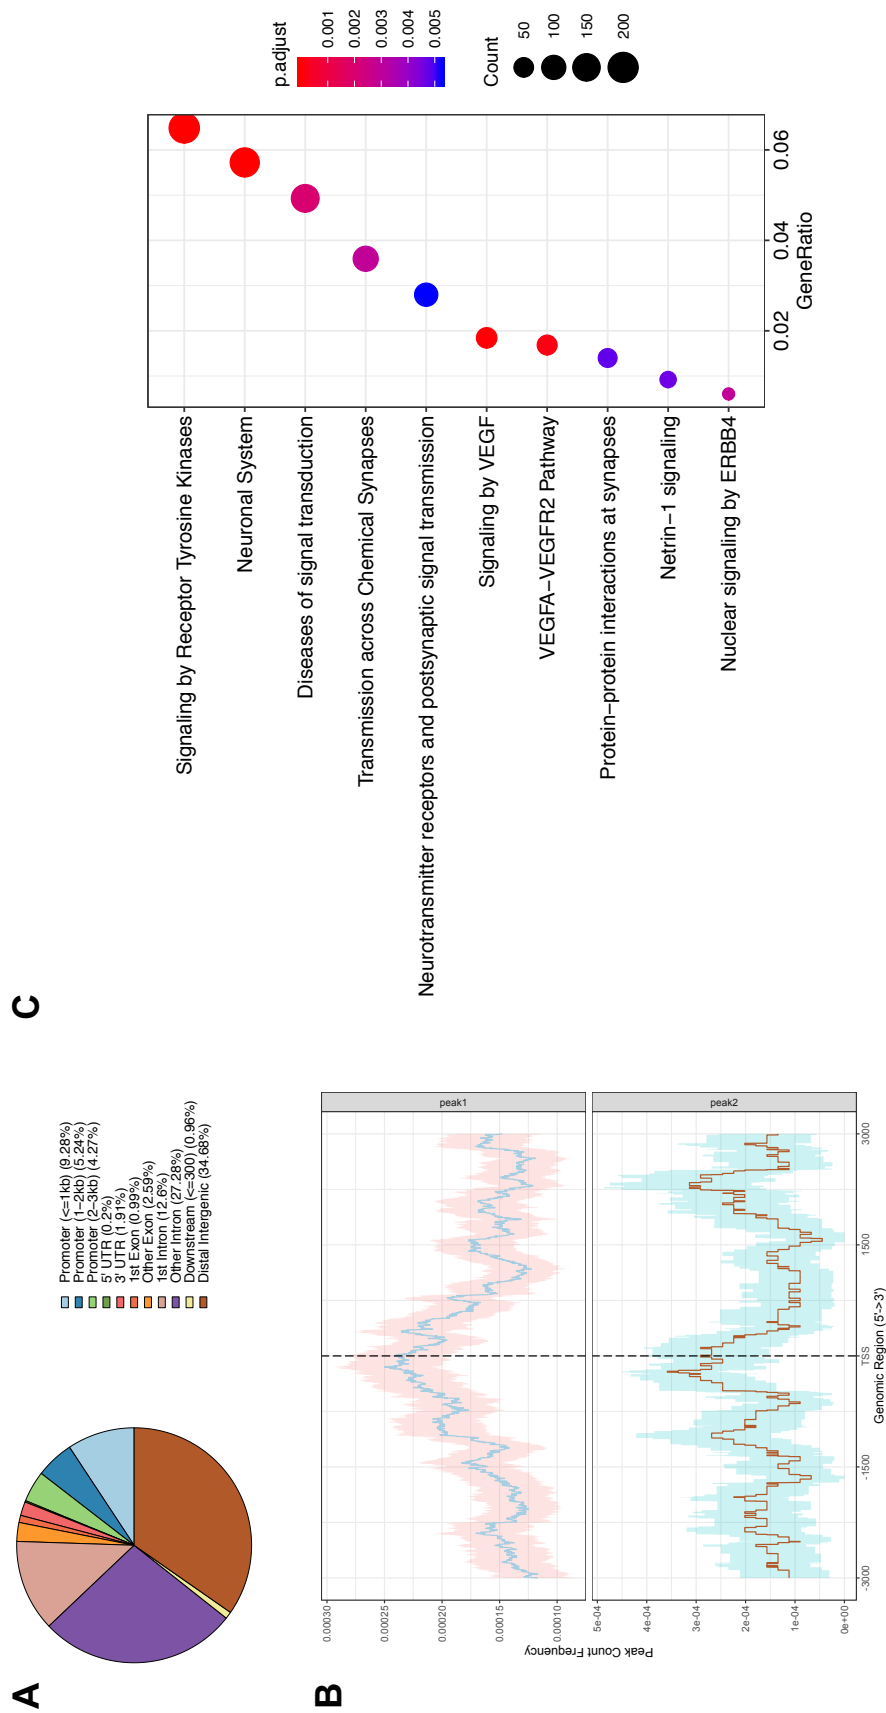 A
Promoter (<=1kb) (9.28%)
Promoter (1−2kb) (5.24%)
Promoter (2−3kb) (4.27%)
5' UTR (0.2%)
3' UTR (1.91%)
1st Exon (0.99%)
Other Exon (2.59%)
1st Intron (12.6%)
Other Intron (27.28%)
Downstream (<=300) (0.96%)
Distal Intergenic (34.68%)
B
Peak Count Frequency
peak1
0.00030
0.00025
0.00020
0.00015
0.00010
peak2
5e−04
4e−04
3e−04
2e−04
1e−04
0e+00
-3000
-1500
TSS
1500
3000
Genomic Region (5'->3')
C
Signaling by Receptor Tyrosine Kinases
Neuronal System
Diseases of signal transduction
Transmission across Chemical Synapses
Neurotransmitter receptors and postsynaptic signal transmission
Signaling by VEGF
VEGFA−VEGFR2 Pathway
Protein−protein interactions at synapses
Netrin−1 signaling
Nuclear signaling by ERBB4
0.02
0.04
0.06
GeneRatio
p.adjust
0.001
0.002
0.003
0.004
0.005
Count
50
100
150
200